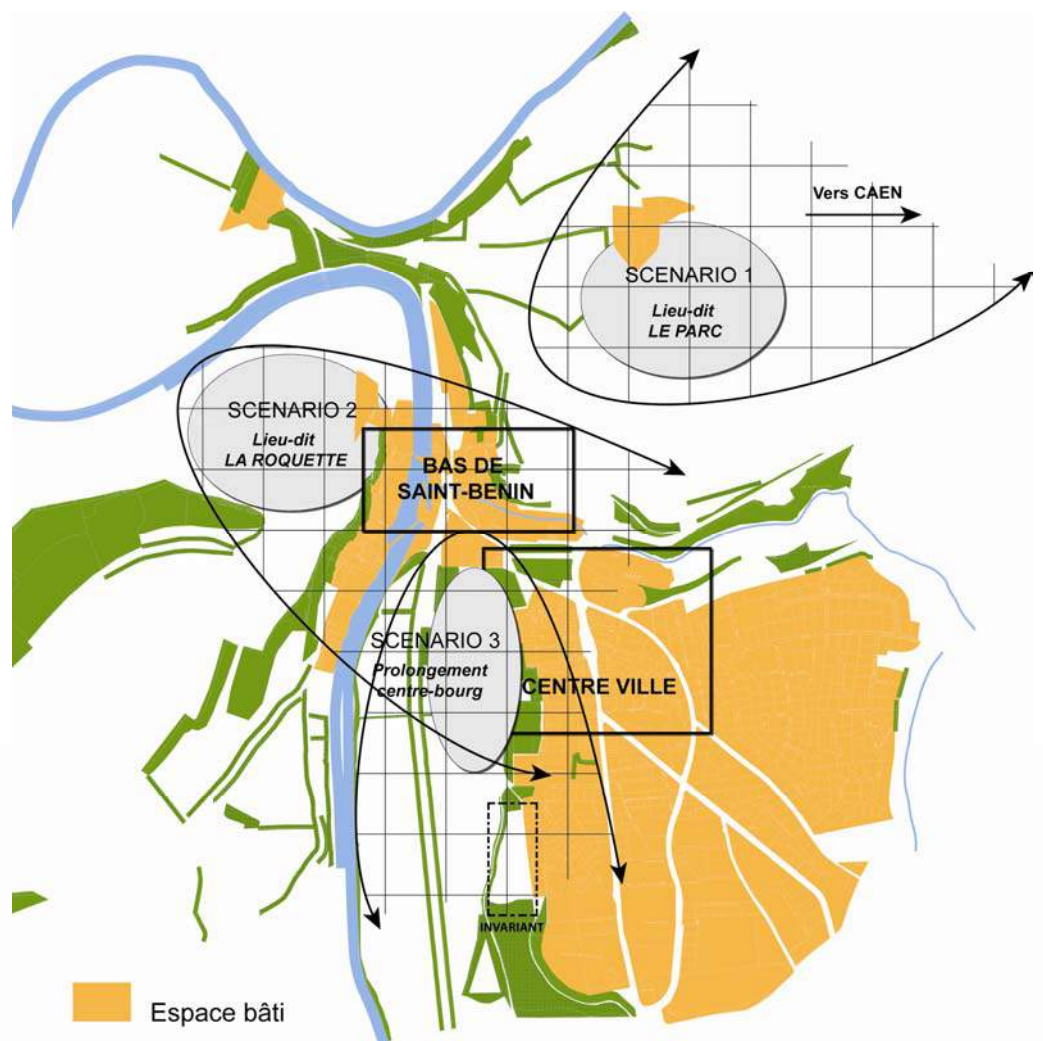 Vers CAEN
SCENARIO 1
Lieu-dit
LE PARC
SCENARIO 2
Lieu-dit
LA ROQUETTE
BAS DE
SAINT-BENIN
SCENARIO 3
Prolongement
centre-bourg
CENTRE VILLE
INVARIANT
Espace bâti